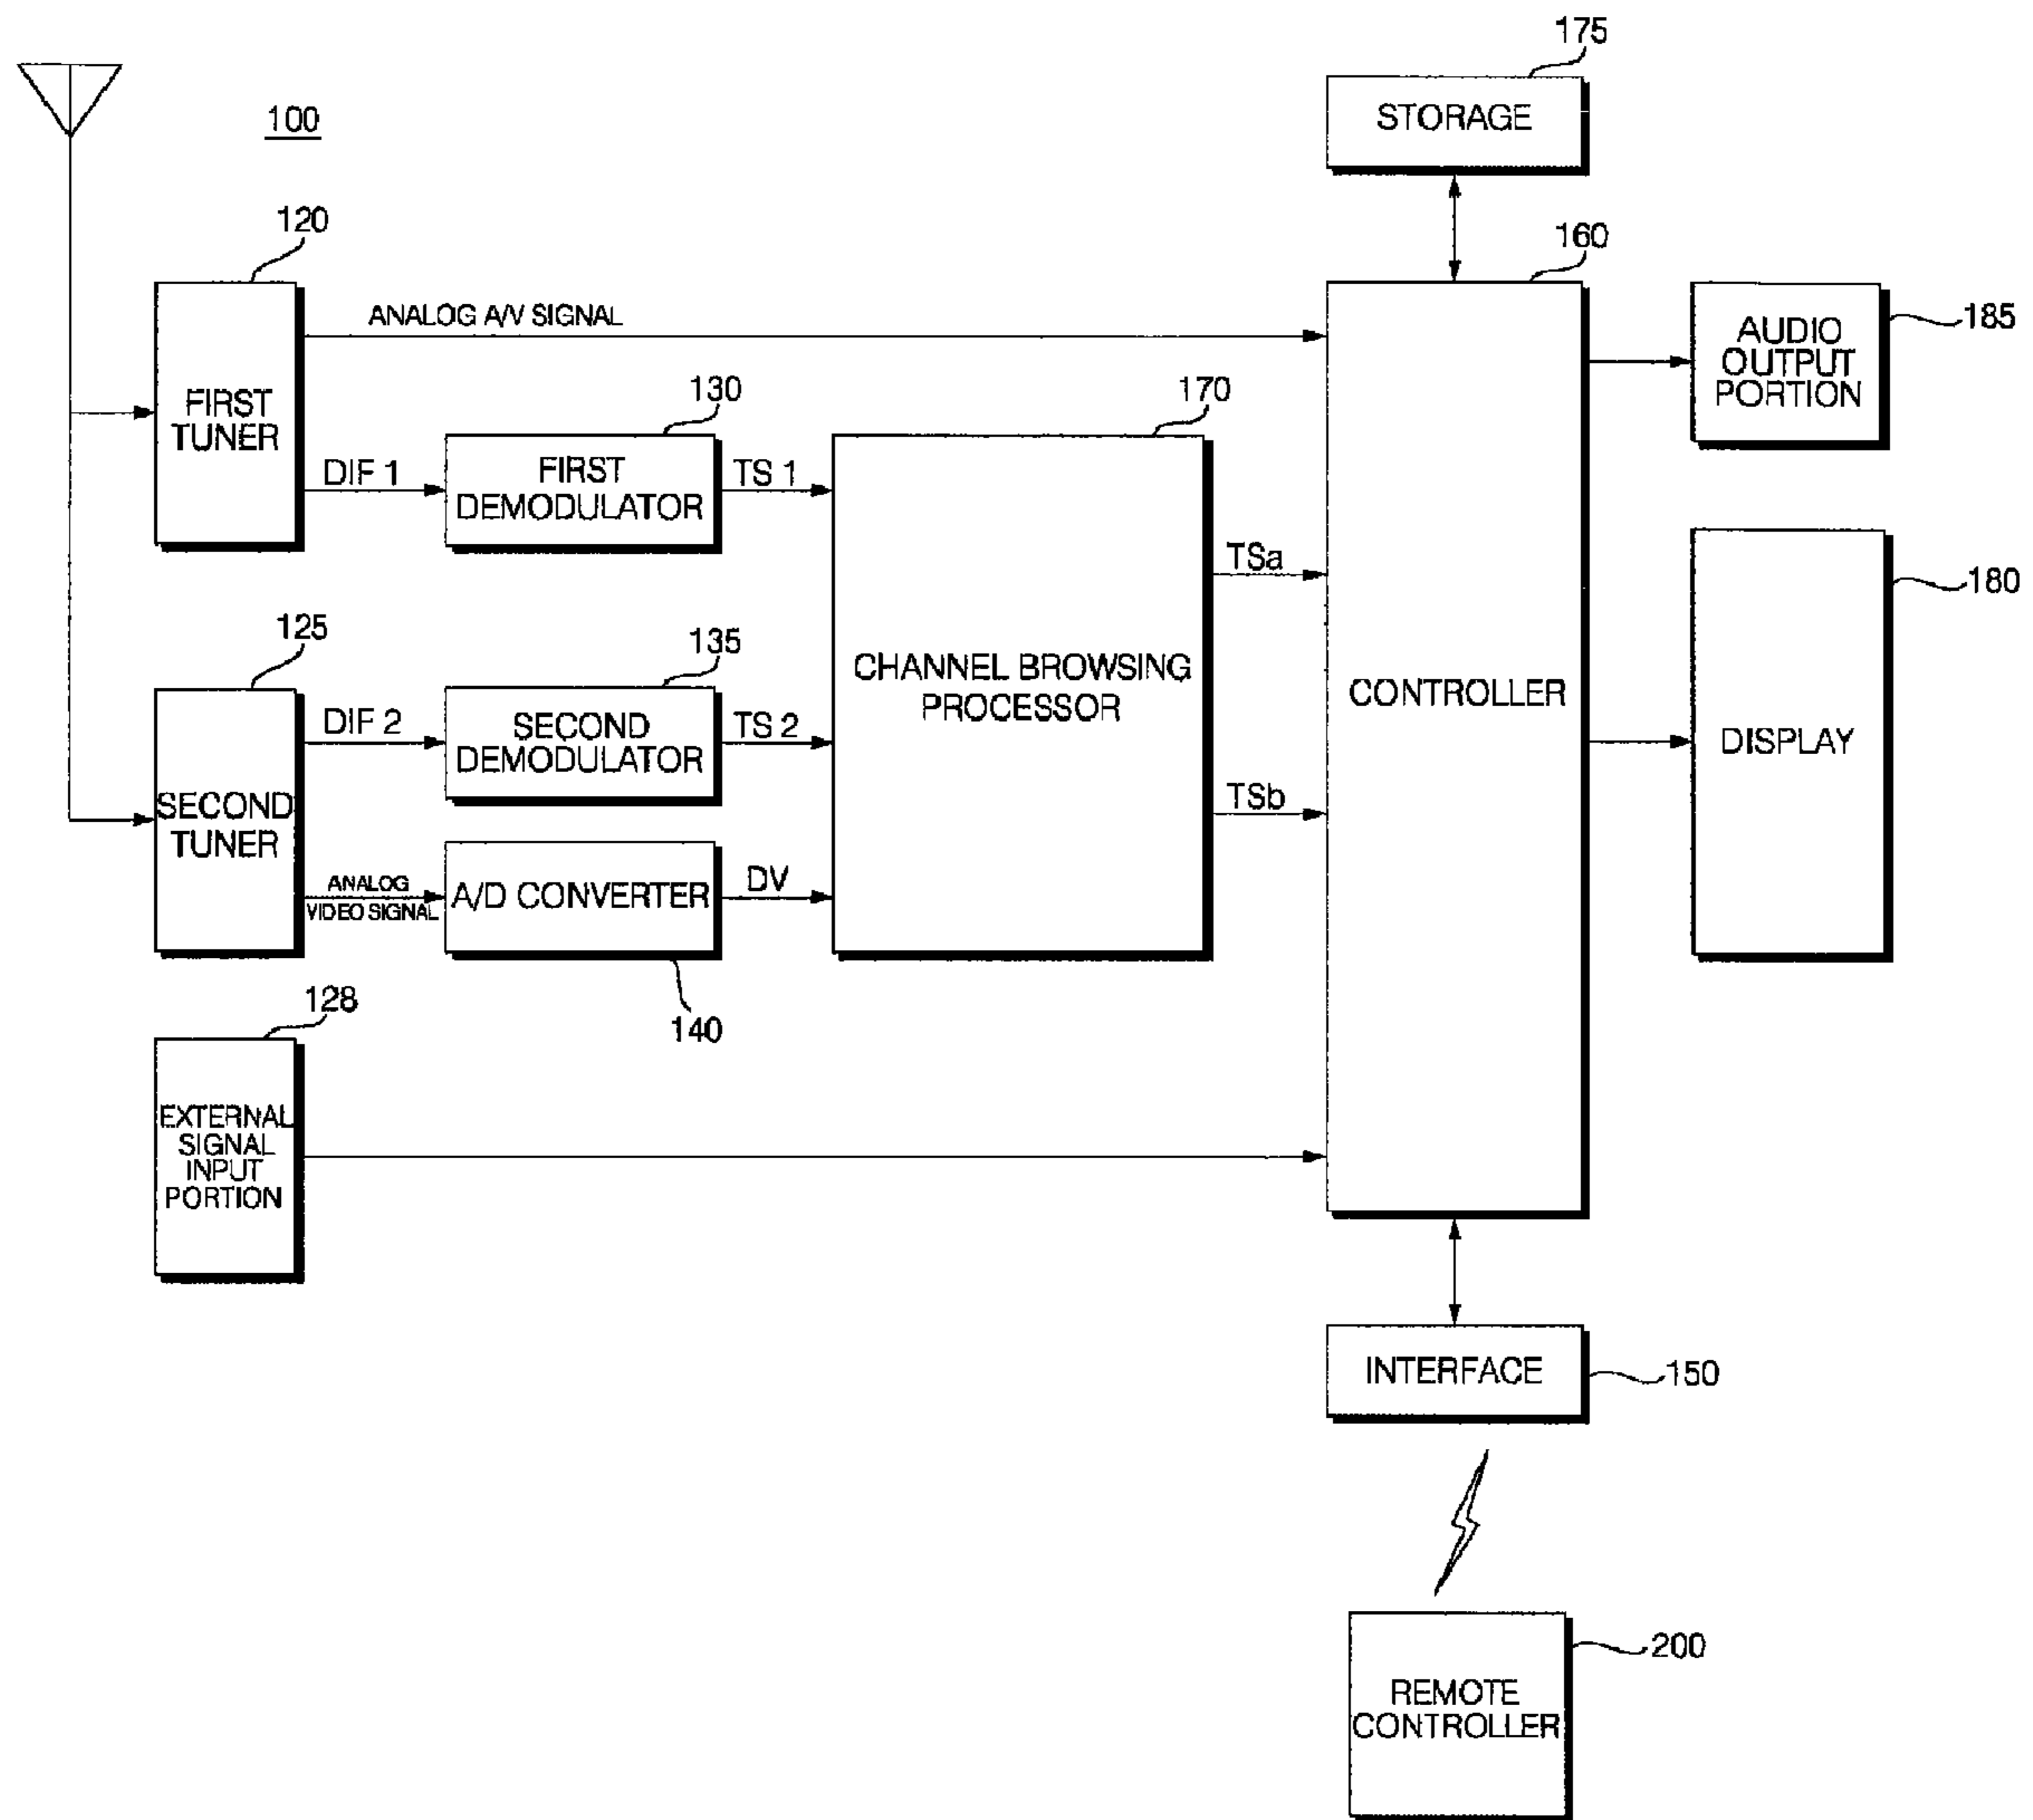 175
STORAGE
100
120
160
ANALOG A/V SIGNAL
FIRST
TUNER
AUDIO
OUTPUT
PORTION
185
130
170
DIF 1
FIRST
DEMODULATOR
TS 1
TSa
180
125
135
CHANNEL BROWSING
PROCESSOR
CONTROLLER
DIF 2
SECOND
DEMODULATOR
TS 2
DISPLAY
SECOND
TUNER
TSb
ANALOG
VIDEO SIGNAL
A/D CONVERTER
DV
128
140
EXTERNAL
SIGNAL
INPUT
PORTION
INTERFACE
150
200
REMOTE
CONTROLLER